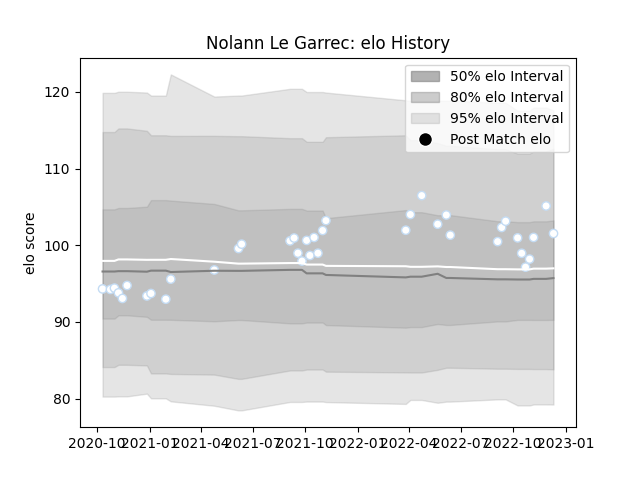 Nolann Le Garrec: elo History
50% elo Interval
80% elo Interval
95% elo Interval
Post Match elo
elo score
120
110
100
90
80
2020-10 2021-01 2021-04 2021-07 2021-10 2022-01 2022-04 2022-07 2022-10 2023-01